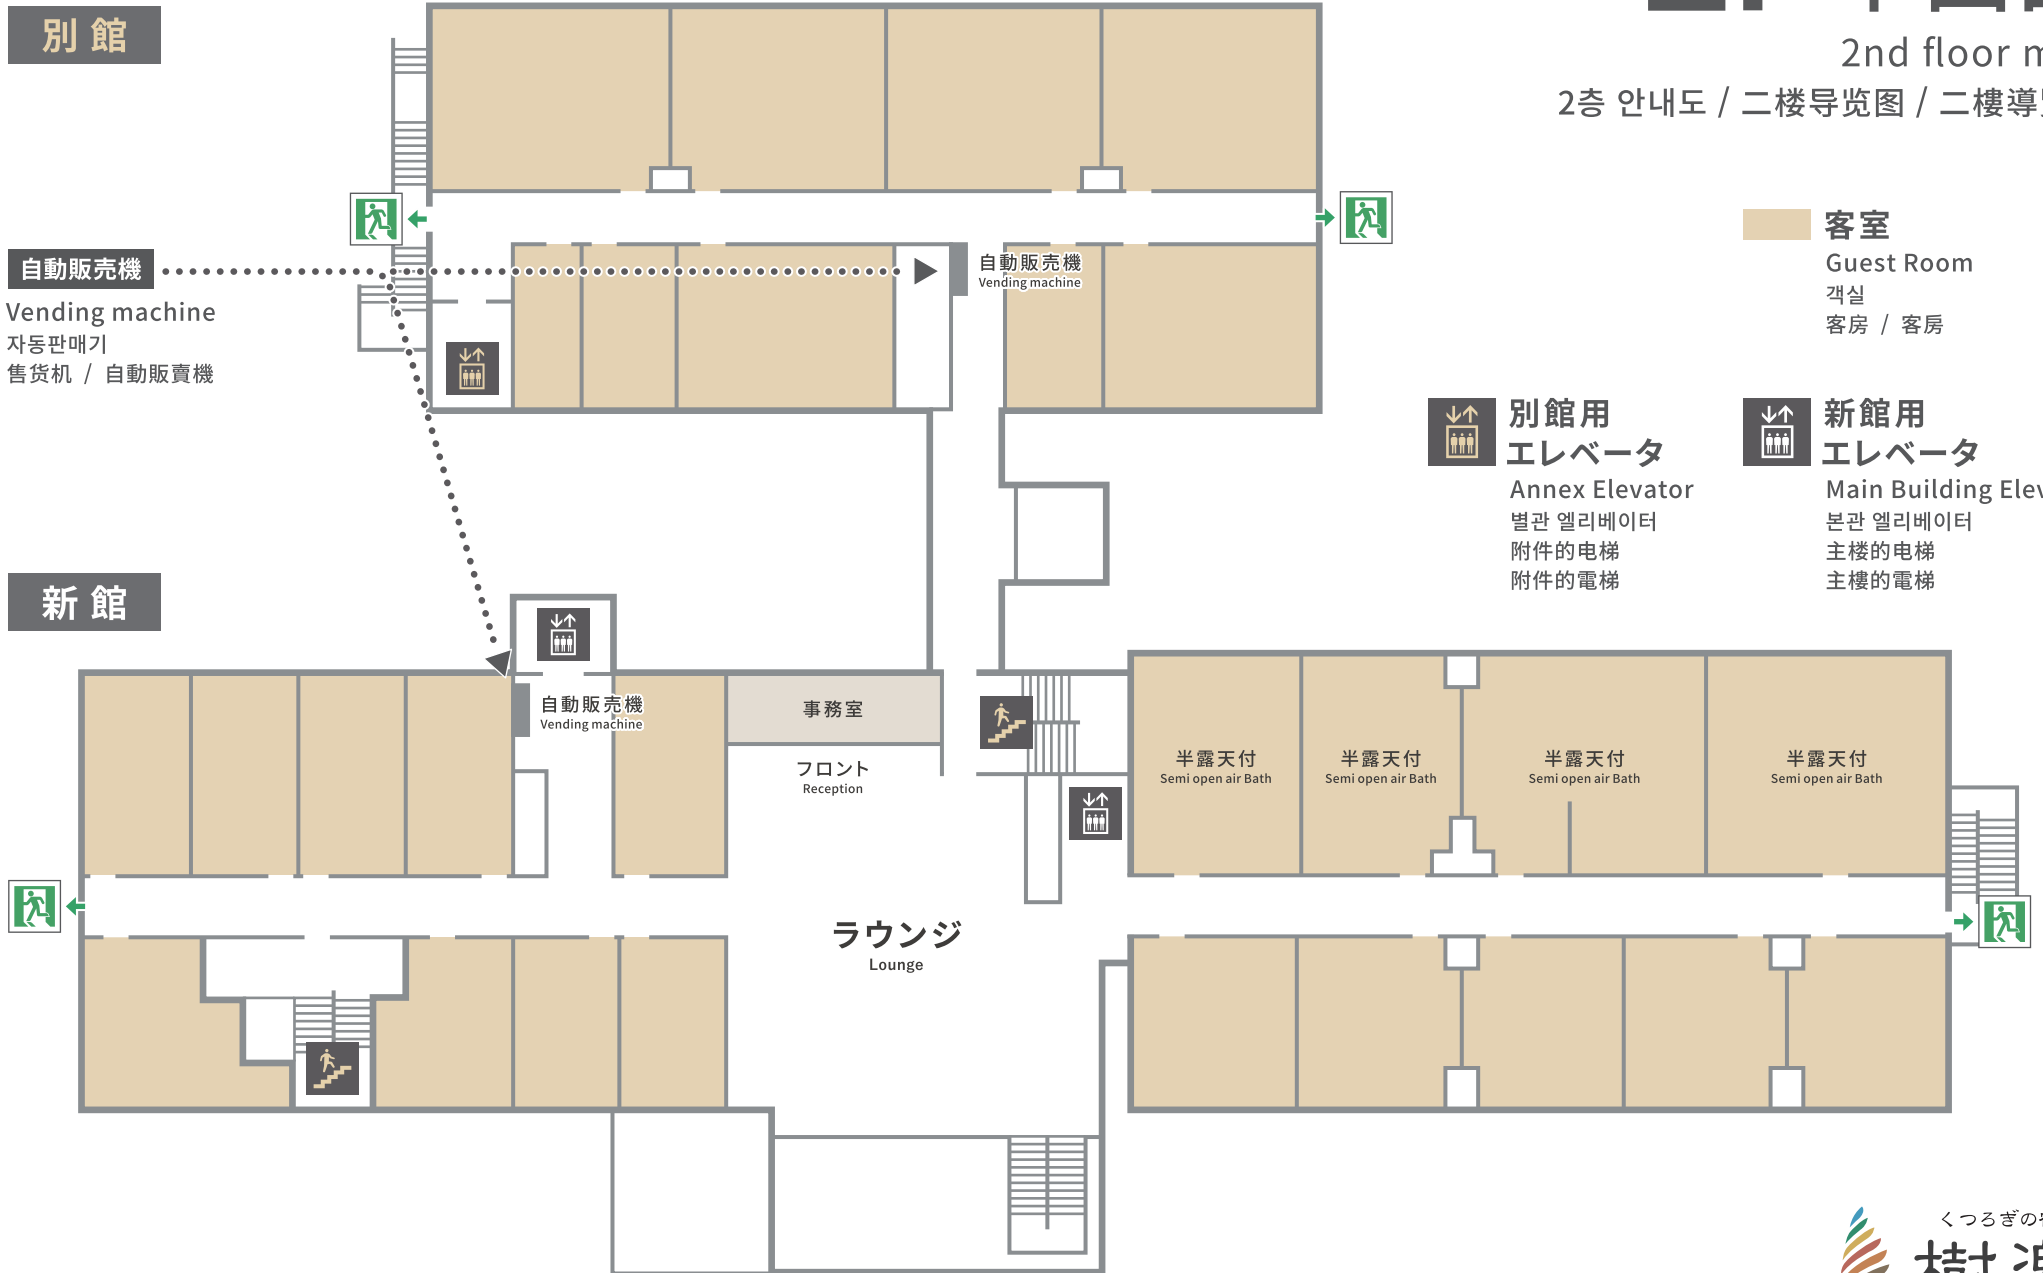 別館
2nd floor
2층 안내도 / 二楼导览图 / 二樓導
自動販売機
Vending machine
자동판매기
售货机 / 自動販賣機
自動販売機
Vending machine
客室
Guest Room
객실
客房 / 客房
別館用
エレベータ
Annex Elevator
별관 엘리베이터
附件的电梯
附件的電梯
新館用
エレベータ
Main Building
본관 엘리베이터
主楼的电梯
主樓的電梯
新館
自動販売機
Vending machine
事務室
フロント
Reception
半露天付
Semi open air Bath
半露天付
Semi open air Bath
半露天付
Semi open air Bath
半露天付
Semi open air Bath
ラウンジ
Lounge
くつろぎの
樹